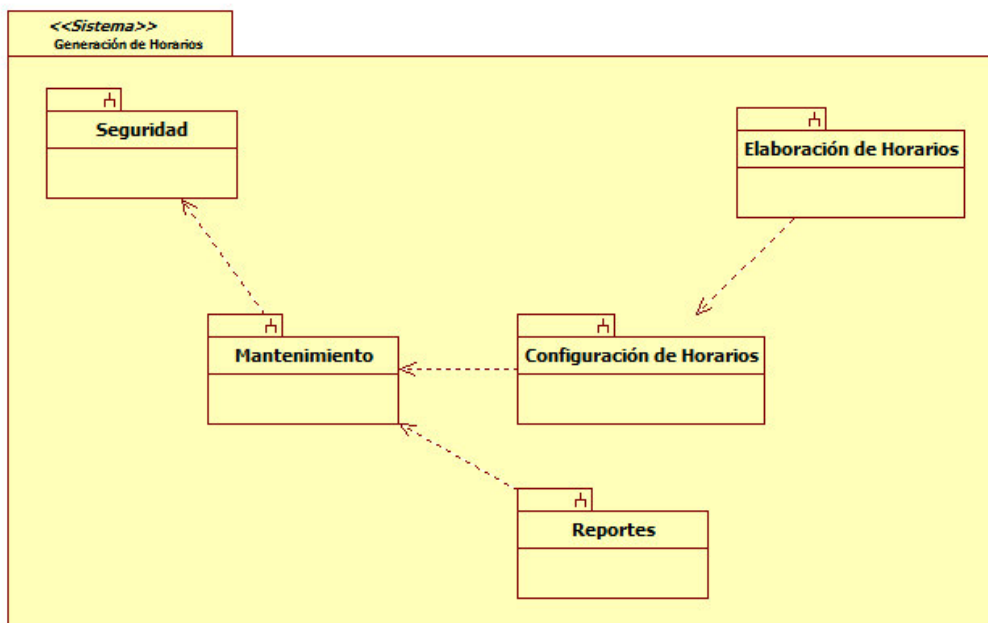 <<Sistema>>
Generación de Horarios
Seguridad
Elaboración de Horarios
Mantenimiento
Configuración de Horarios
Reportes